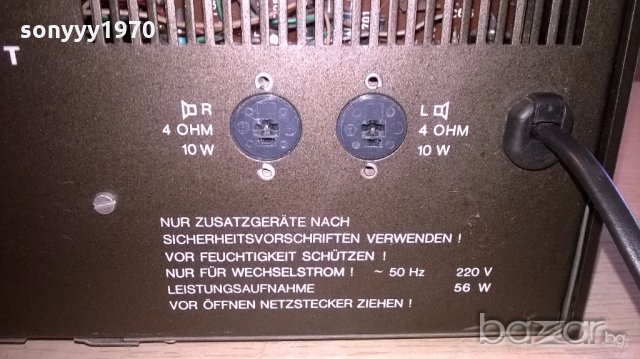 sonyyy1970
T
R L
4 OHM 4 OHM
10 W 10 W
NUR ZUSATZGERÄTE NACH
SICHERHEITSVORSCHRIFTEN VERWENDEN !
VOR FEUCHTIGKEIT SCHÜTZEN !
NUR FÜR WECHSELSTROM ! ~ 50 Hz 220 V
LEISTUNGSAUFNAHME 56 W
VOR ÖFFNEN NETZSTECKER ZIEHEN !
bazar.bg